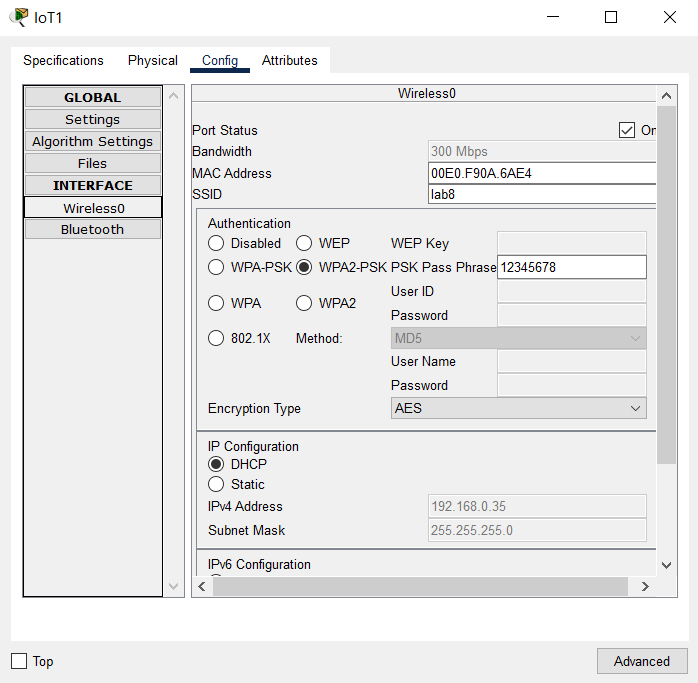 IoT1
Specifications Physical Config Attributes
GLOBAL
Settings
Algorithm Settings
Files
INTERFACE
Wireless0
Bluetooth
Wireless0
Port Status On
Bandwidth 300 Mbps
MAC Address 00E0.F90A.6AE4
SSID lab8
Authentication
Disabled WEP WEP Key
WPA-PSK WPA2-PSK PSK Pass Phrase 12345678
User ID
WPA WPA2
Password
802.1X Method: MD5
User Name
Password
Encryption Type AES
IP Configuration
DHCP
Static
IPv4 Address 192.168.0.35
Subnet Mask 255.255.255.0
IPv6 Configuration
Top Advanced